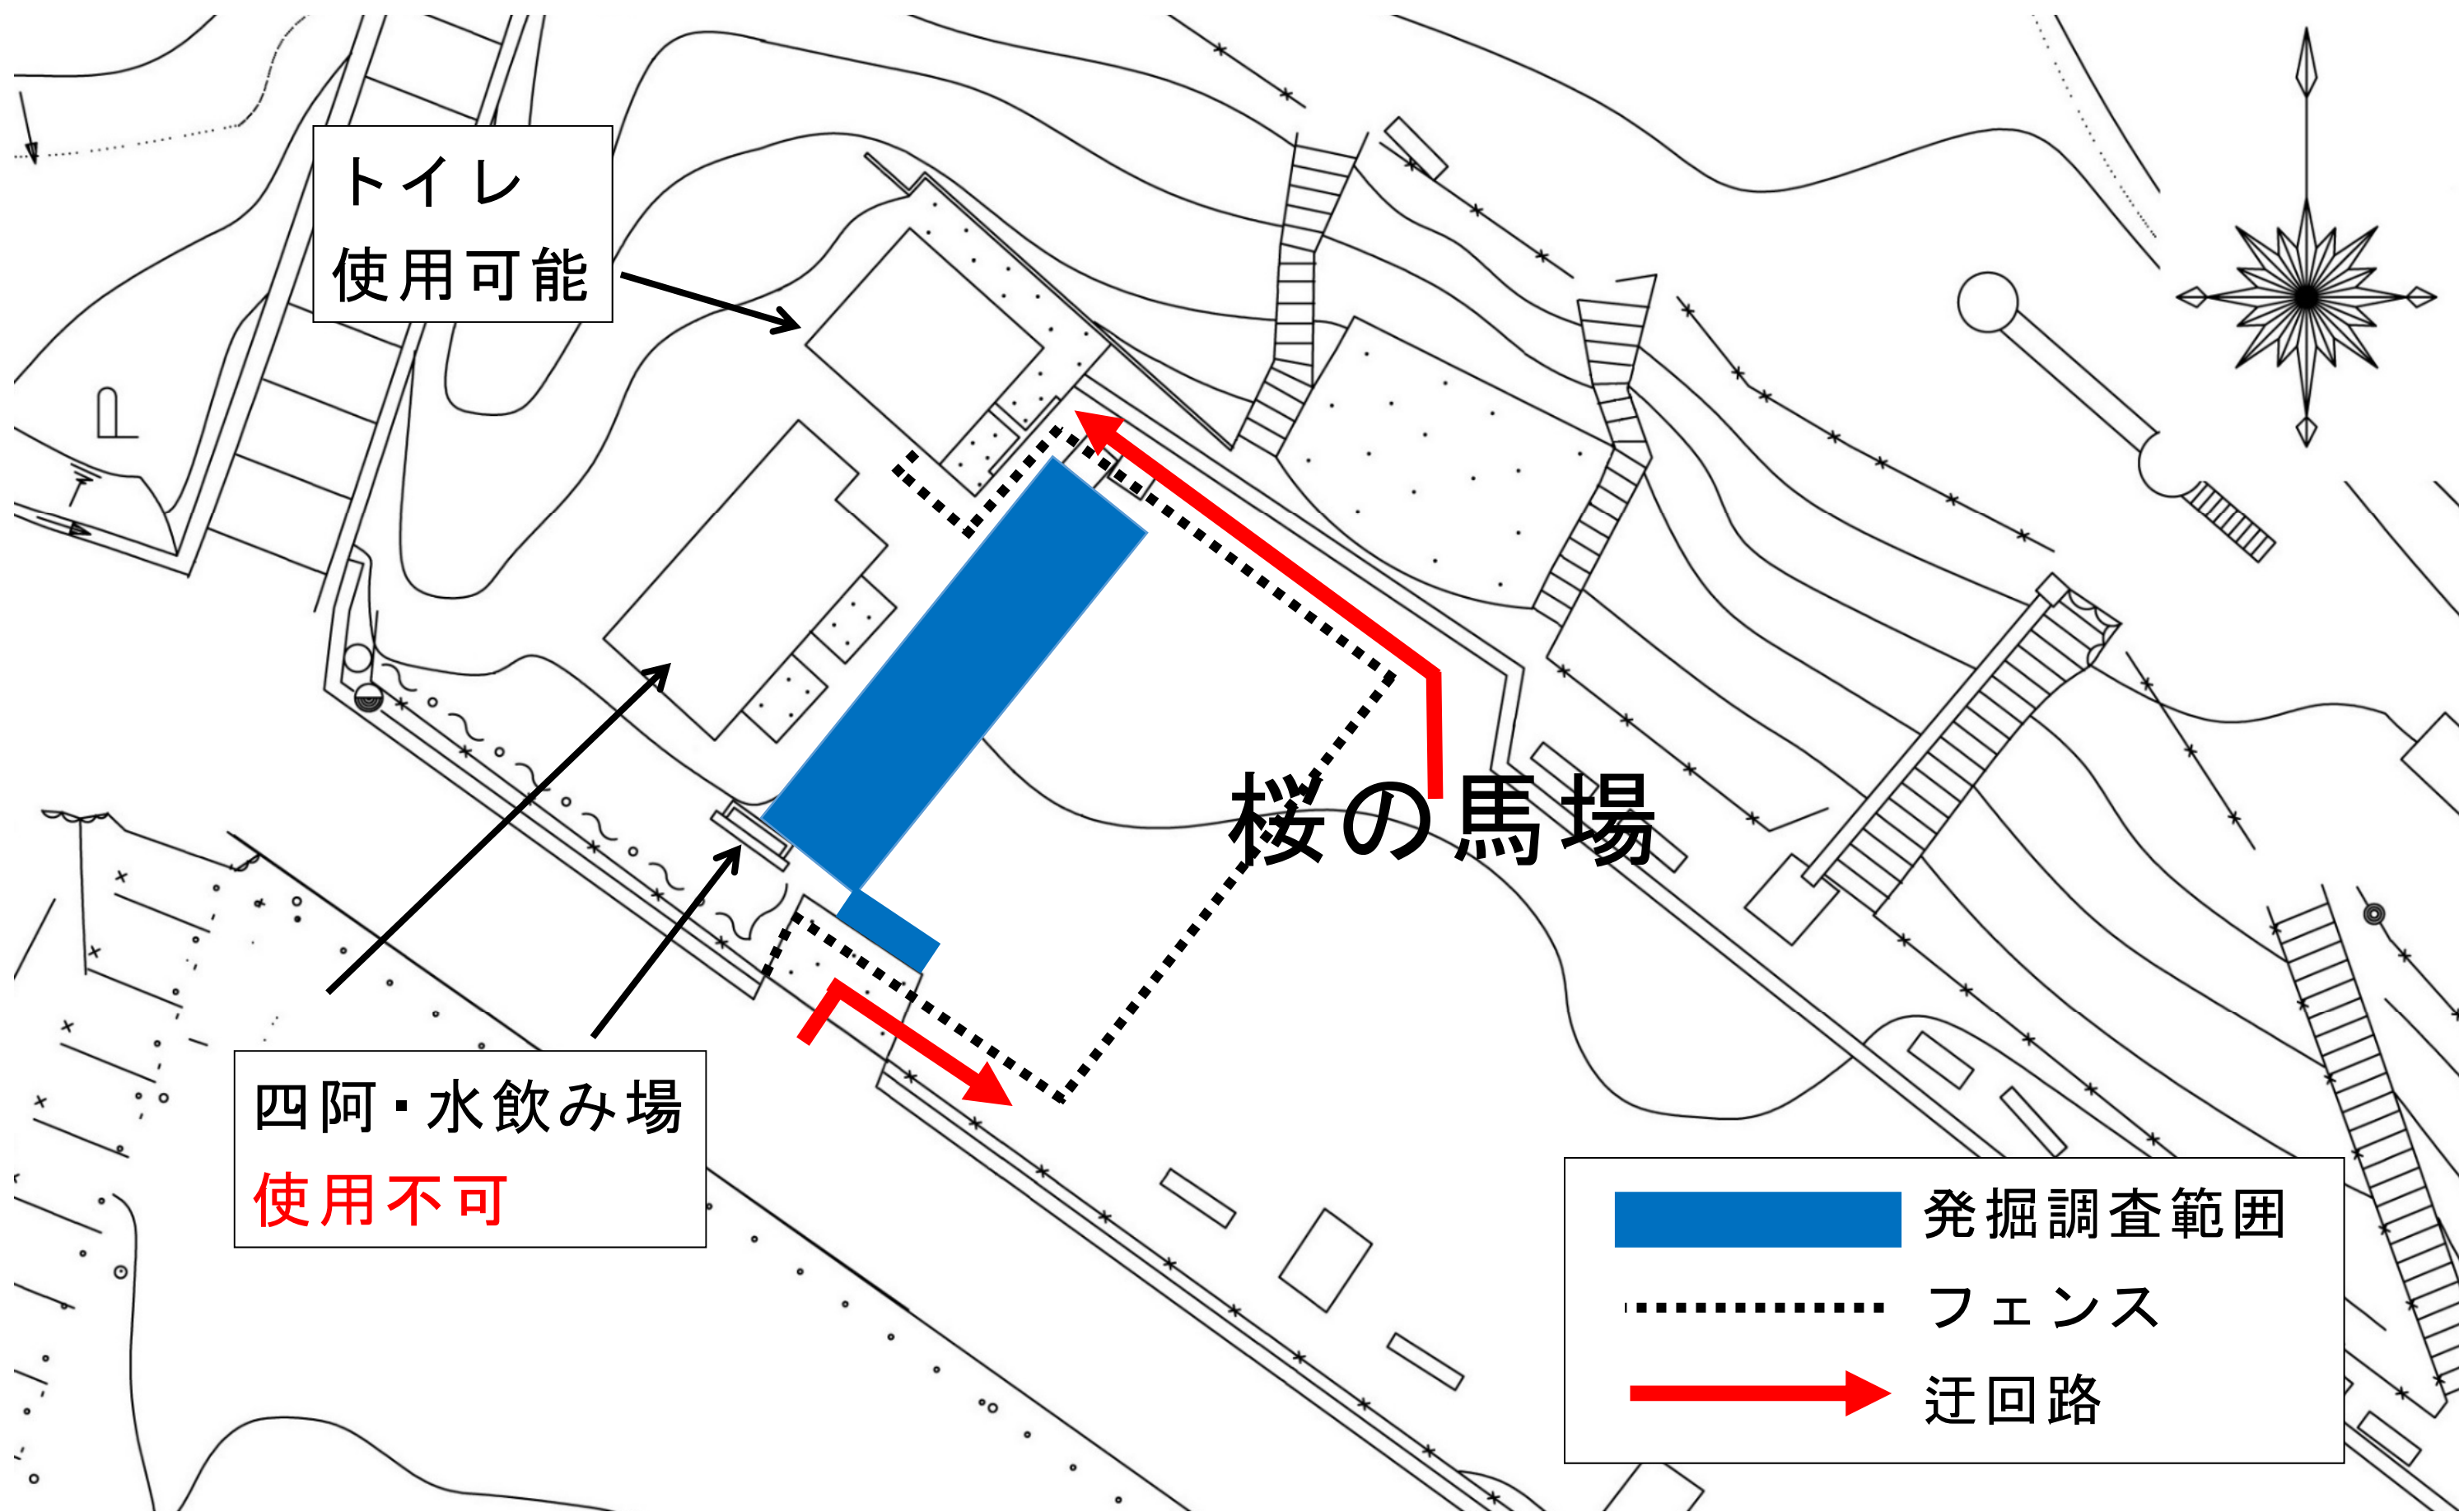 トイレ
使用可能
桜の馬場
四阿・水飲み場
使用不可
発掘調査範囲
フェンス
迂回路